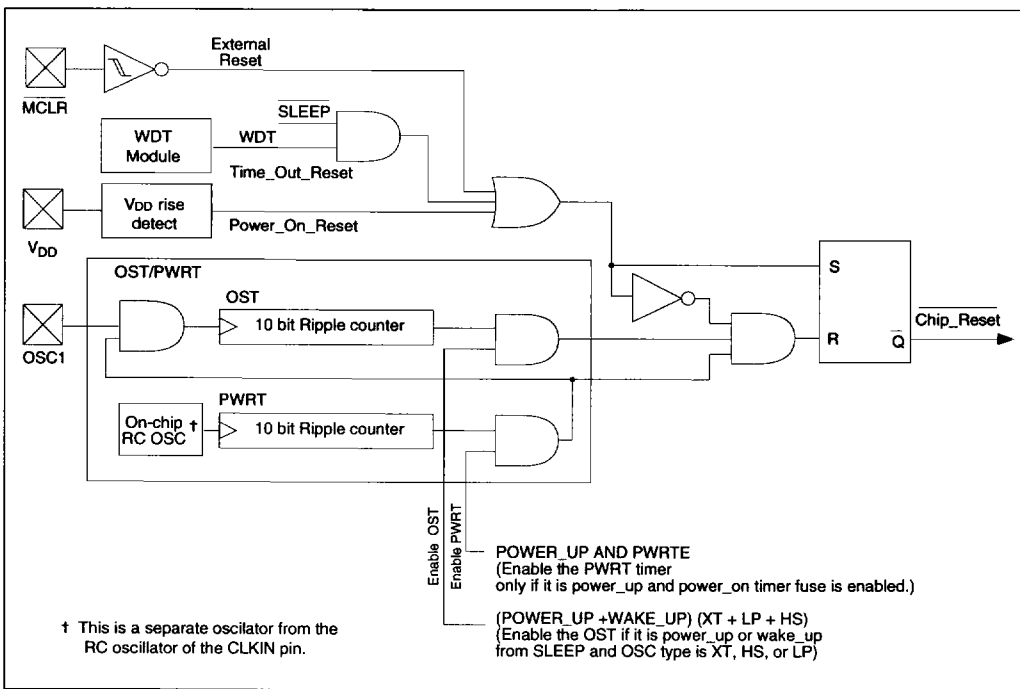 External
Reset
MCLR
SLEEP
WDT
Module
WDT
Time_Out_Reset
VDD rise
detect
Power_On_Reset
VDD
OST/PWRT
OST
10 bit Ripple counter
OSC1
S
R
Q
Chip_Reset
PWRT
On-chip †
RC OSC
10 bit Ripple counter
Enable OST
Enable PWRT
POWER_UP AND PWRTE
(Enable the PWRT timer
only if it is power_up and power_on timer fuse is enabled.)
(POWER_UP +WAKE_UP) (XT + LP + HS)
(Enable the OST if it is power_up or wake_up
from SLEEP and OSC type is XT, HS, or LP)
† This is a separate oscilator from the
RC oscillator of the CLKIN pin.